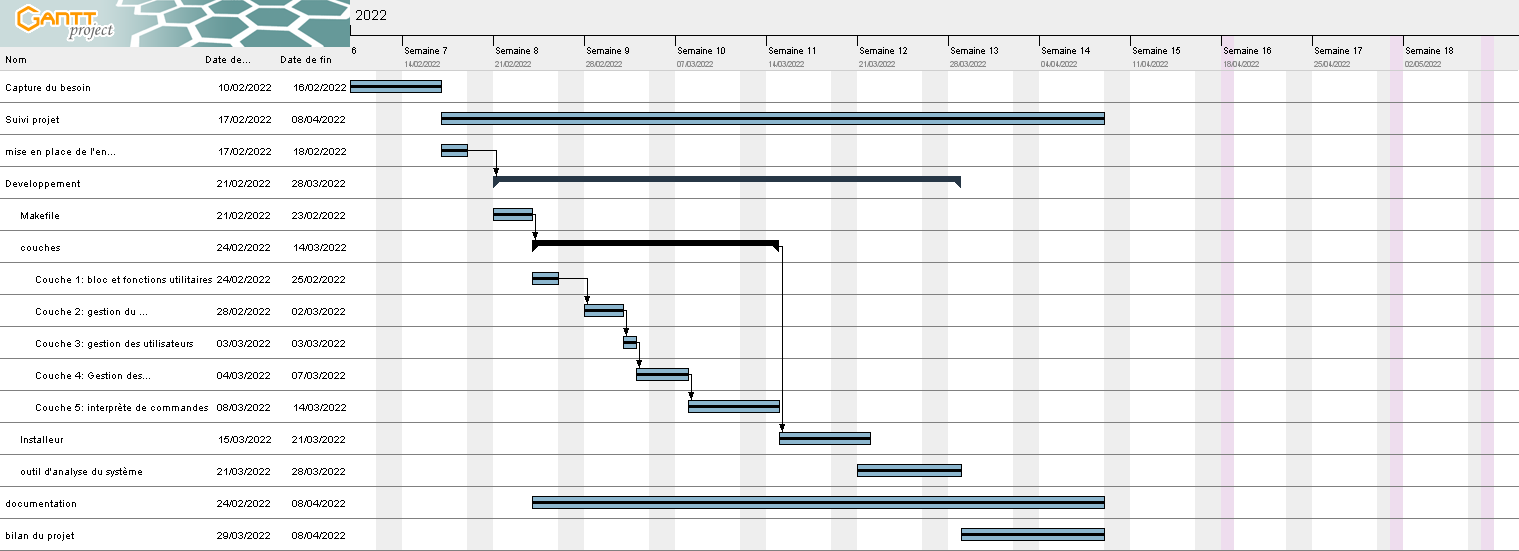 GANTT
project
2022
6 Semaine 7 Semaine 8 Semaine 9 Semaine 10 Semaine 11 Semaine 12 Semaine 13 Semaine 14 Semaine 15 Semaine 16 Semaine 17 Semaine 18
Nom Date de... Date de fin 14/02/2022 21/02/2022 28/02/2022 07/03/2022 14/03/2022 21/03/2022 28/03/2022 04/04/2022 11/04/2022 18/04/2022 25/04/2022 02/05/2022
Capture du besoin 10/02/2022 16/02/2022
Suivi projet 17/02/2022 08/04/2022
mise en place de l'en... 17/02/2022 18/02/2022
Developpement 21/02/2022 28/03/2022
Makefile 21/02/2022 23/02/2022
couches 24/02/2022 14/03/2022
Couche 1: bloc et fonctions utilitaires 24/02/2022 25/02/2022
Couche 2: gestion du ... 28/02/2022 02/03/2022
Couche 3: gestion des utilisateurs 03/03/2022 03/03/2022
Couche 4: Gestion des... 04/03/2022 07/03/2022
Couche 5: interprète de commandes 08/03/2022 14/03/2022
Installeur 15/03/2022 21/03/2022
outil d'analyse du système 21/03/2022 28/03/2022
documentation 24/02/2022 08/04/2022
bilan du projet 29/03/2022 08/04/2022